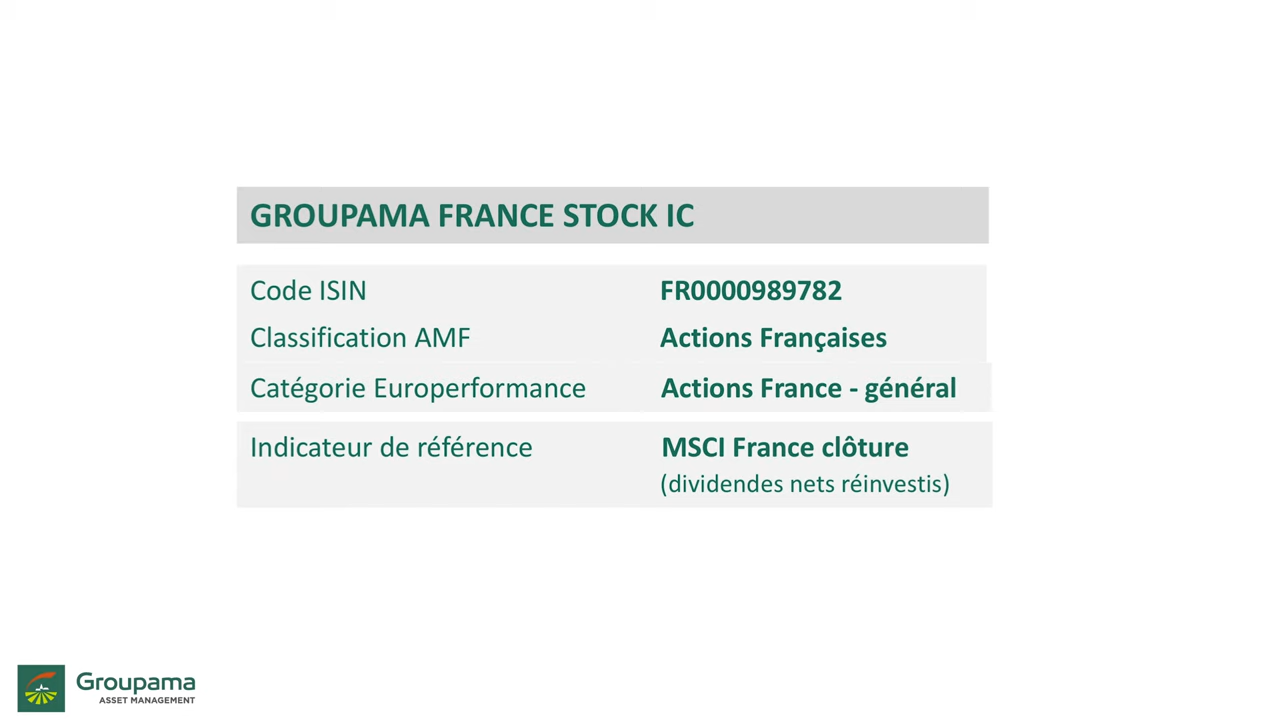 GROUPAMA FRANCE STOCK IC
Code ISIN FR0000989782
Classification AMF Actions Françaises
Catégorie Europerformance Actions France - général
Indicateur de référence MSCI France clôture
(dividendes nets réinvestis)
Groupama
ASSET MANAGEMENT